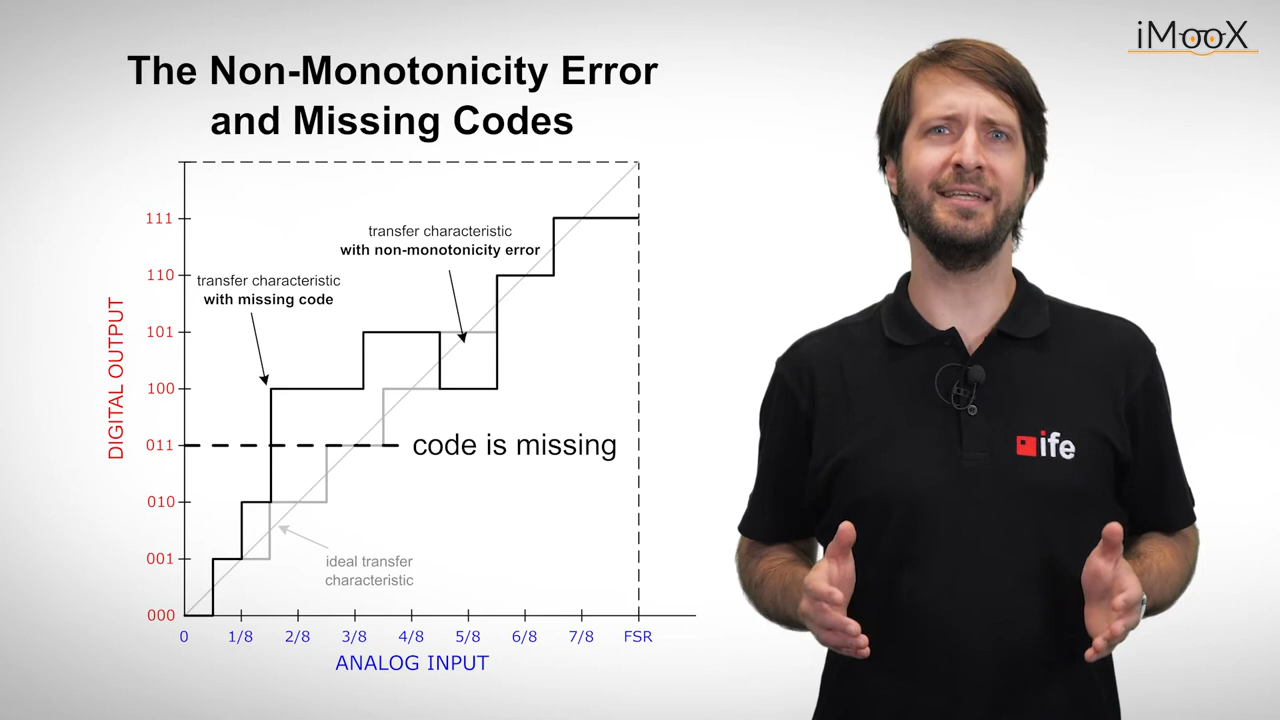 iMooX
The Non-Monotonicity Error
and Missing Codes
transfer characteristic
with non-monotonicity error
transfer characteristic
with missing code
DIGITAL OUTPUT
111
110
101
100
011
010
001
000
code is missing
ideal transfer
characteristic
0
1/8
2/8
3/8
4/8
5/8
6/8
7/8
FSR
ANALOG INPUT
ife